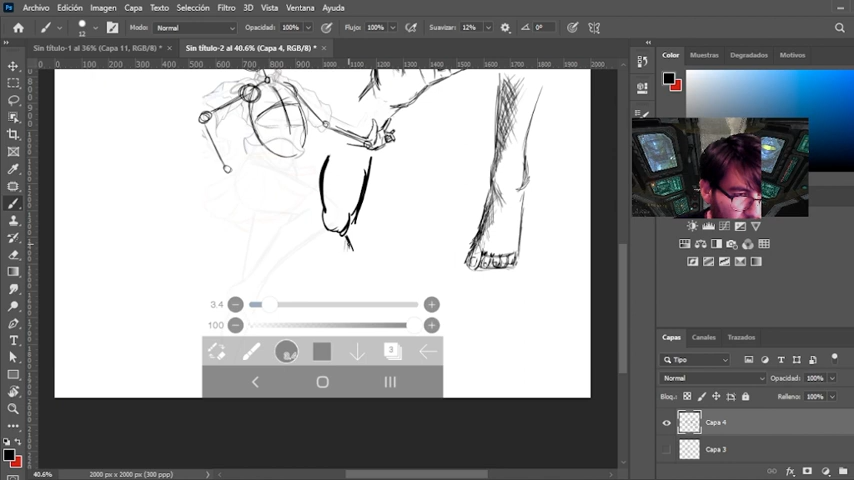 Archivo Edición Imagen Capa Texto Selección Filtro 3D Vista Ventana Ayuda
12 Modo: Normal Opacidad: 100% Flujo: 100% Suavizar: 12% 0°
Sin título-1 al 36% (Capa 11, RGB/8) * × Sin título-2 al 40.6% (Capa 4, RGB/8) * ×
Color Muestras Degradados Motivos
3.4
100
3
Capas Canales Trazados
Tipo
Normal Opacidad: 100%
Bloq.: Relleno: 100%
Capa 4
Capa 3
40.6% 2000 px x 2000 px (300 ppp)